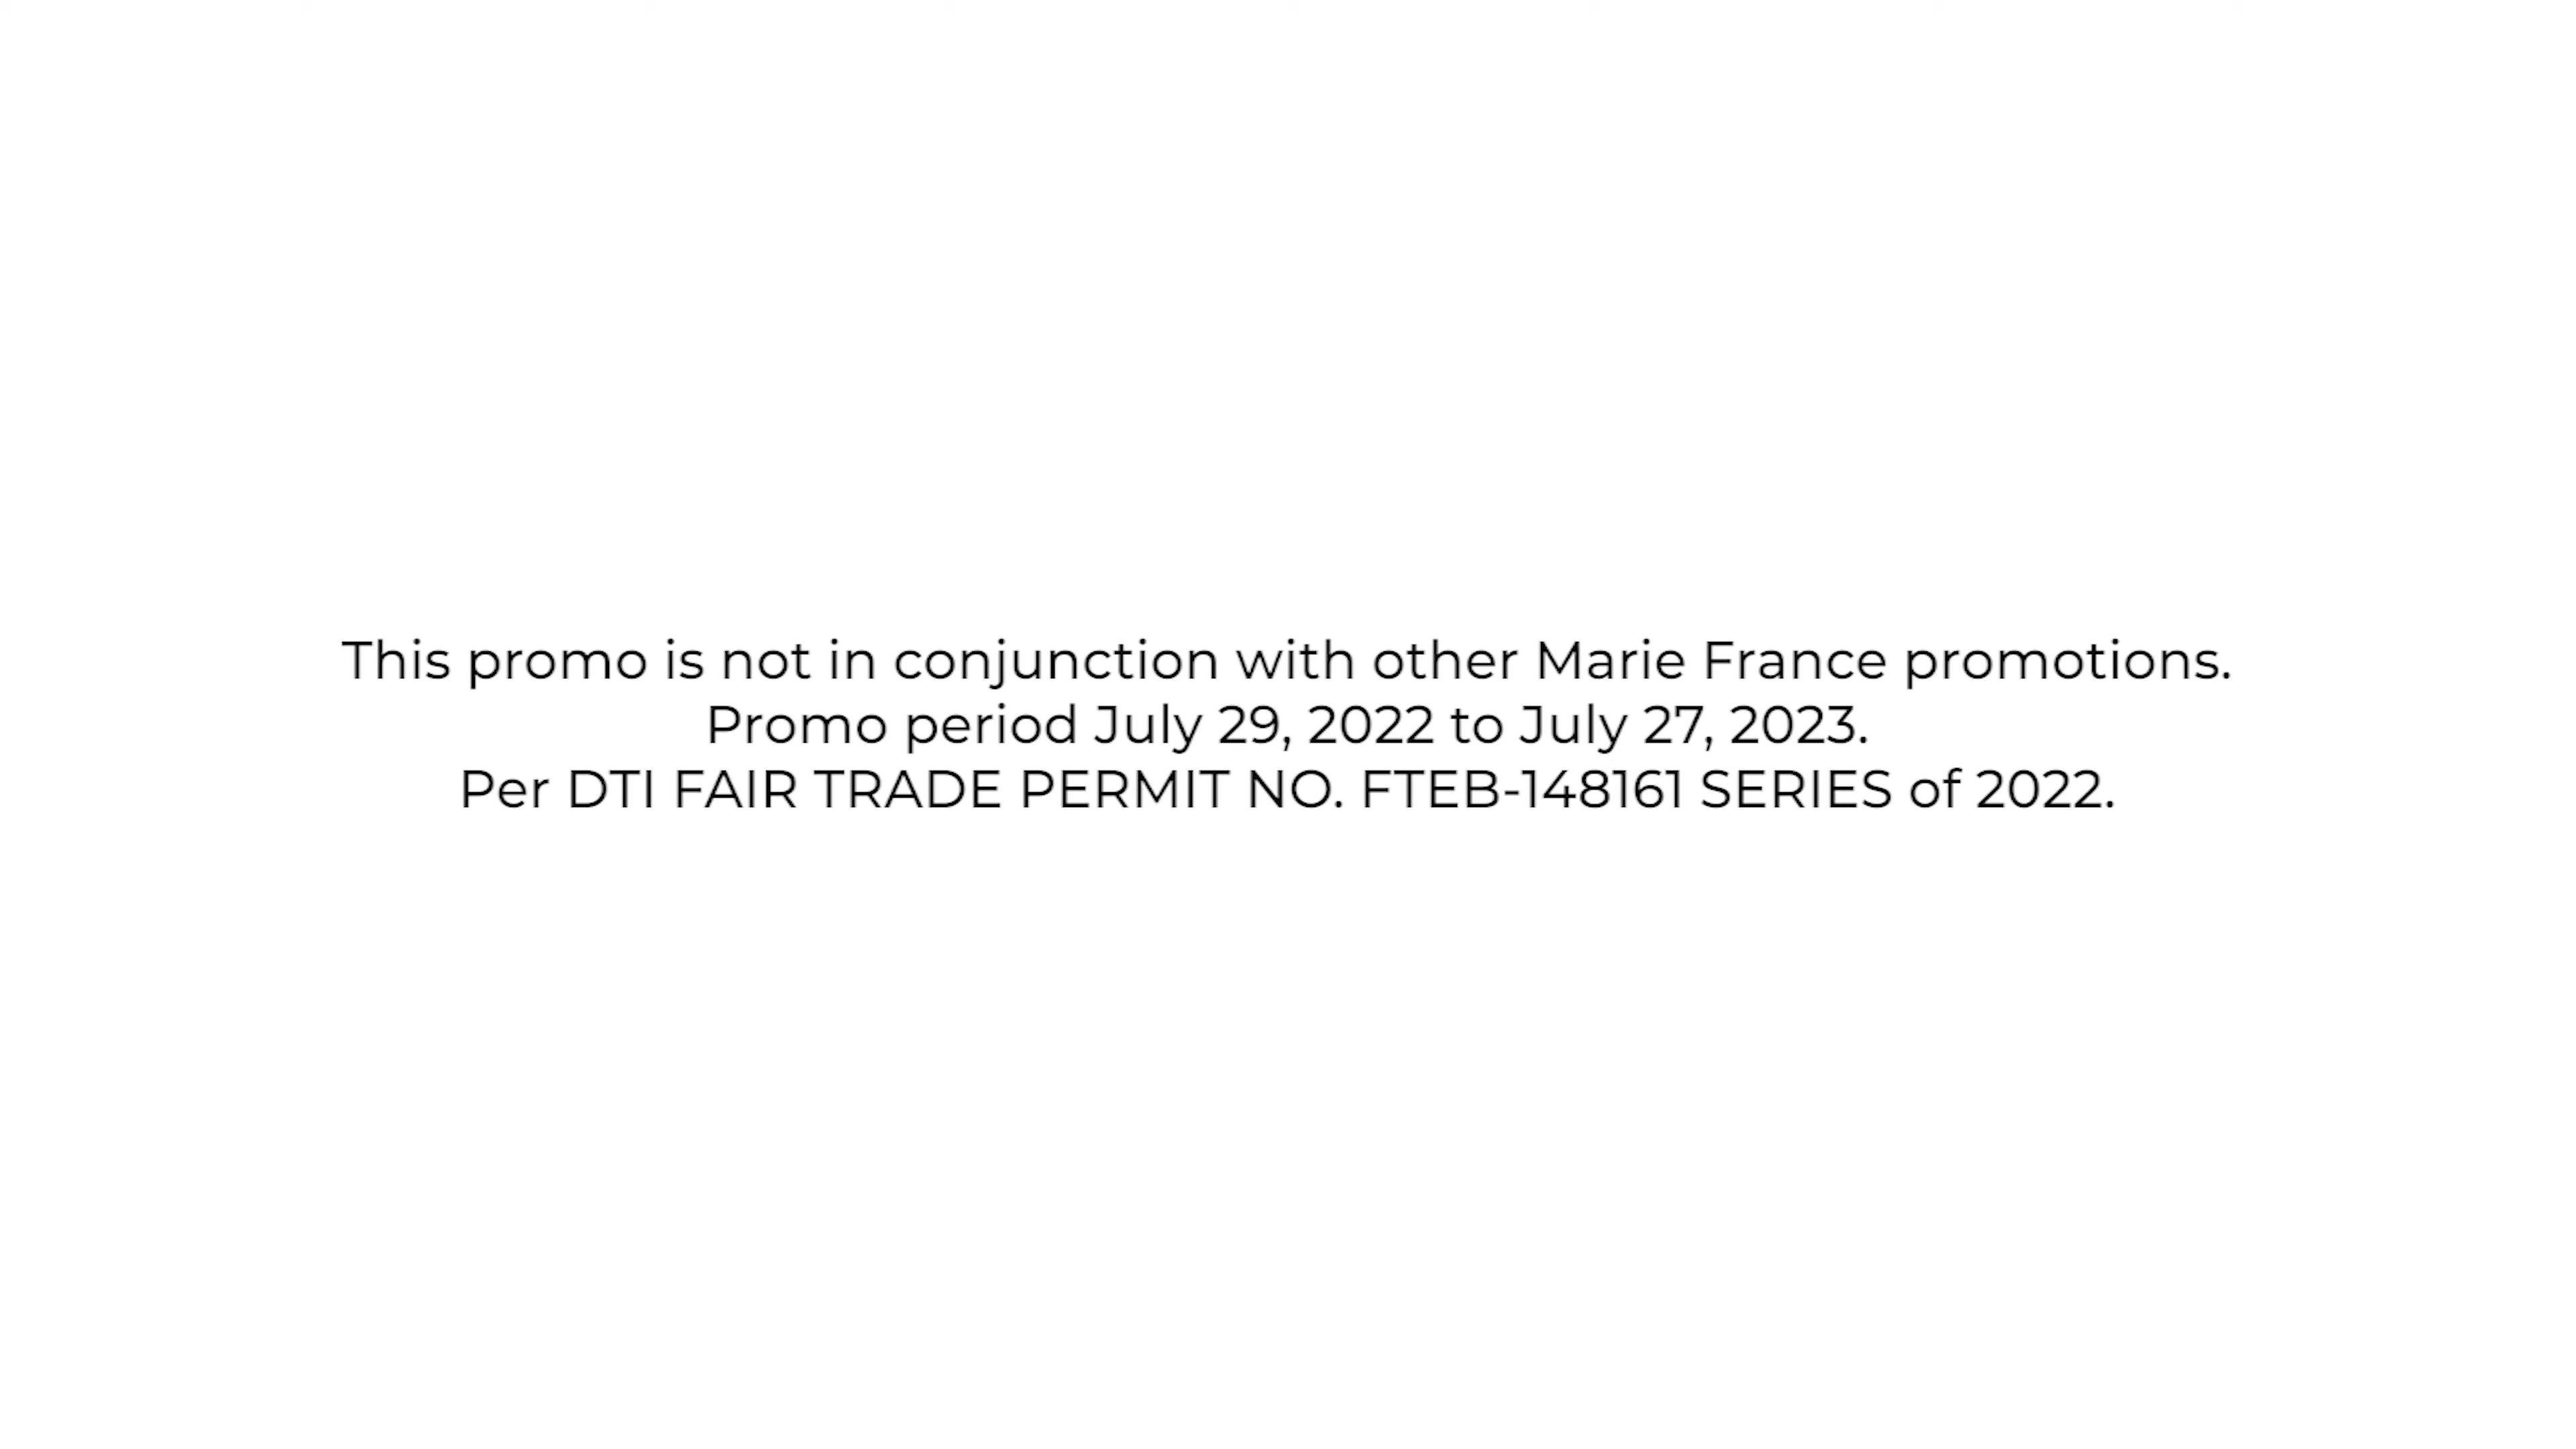 This promo is not in conjunction with other Marie France promotions.
Promo period July 29, 2022 to July 27, 2023.
Per DTI FAIR TRADE PERMIT NO. FTEB-148161 SERIES of 2022.